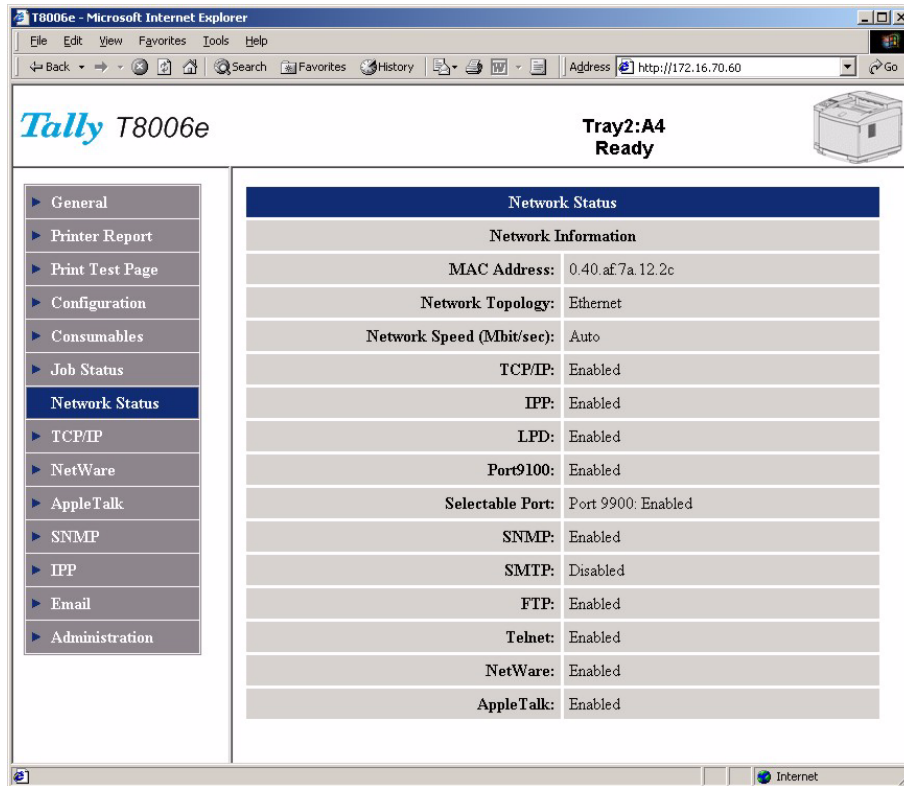 T8006e - Microsoft Internet Explorer
File Edit View Favorites Tools Help
Back Search Favorites History Address http://172.16.70.60 Go
Tally T8006e
Tray2:A4
Ready
General
Printer Report
Print Test Page
Configuration
Consumables
Job Status
Network Status
TCP/IP
NetWare
AppleTalk
SNMP
IPP
Email
Administration
Network Status
Network Information
MAC Address: 0.40.af.7a.12.2c
Network Topology: Ethernet
Network Speed (Mbit/sec): Auto
TCP/IP: Enabled
IPP: Enabled
LPD: Enabled
Port9100: Enabled
Selectable Port: Port 9900: Enabled
SNMP: Enabled
SMTP: Disabled
FTP: Enabled
Telnet: Enabled
NetWare: Enabled
AppleTalk: Enabled
Internet